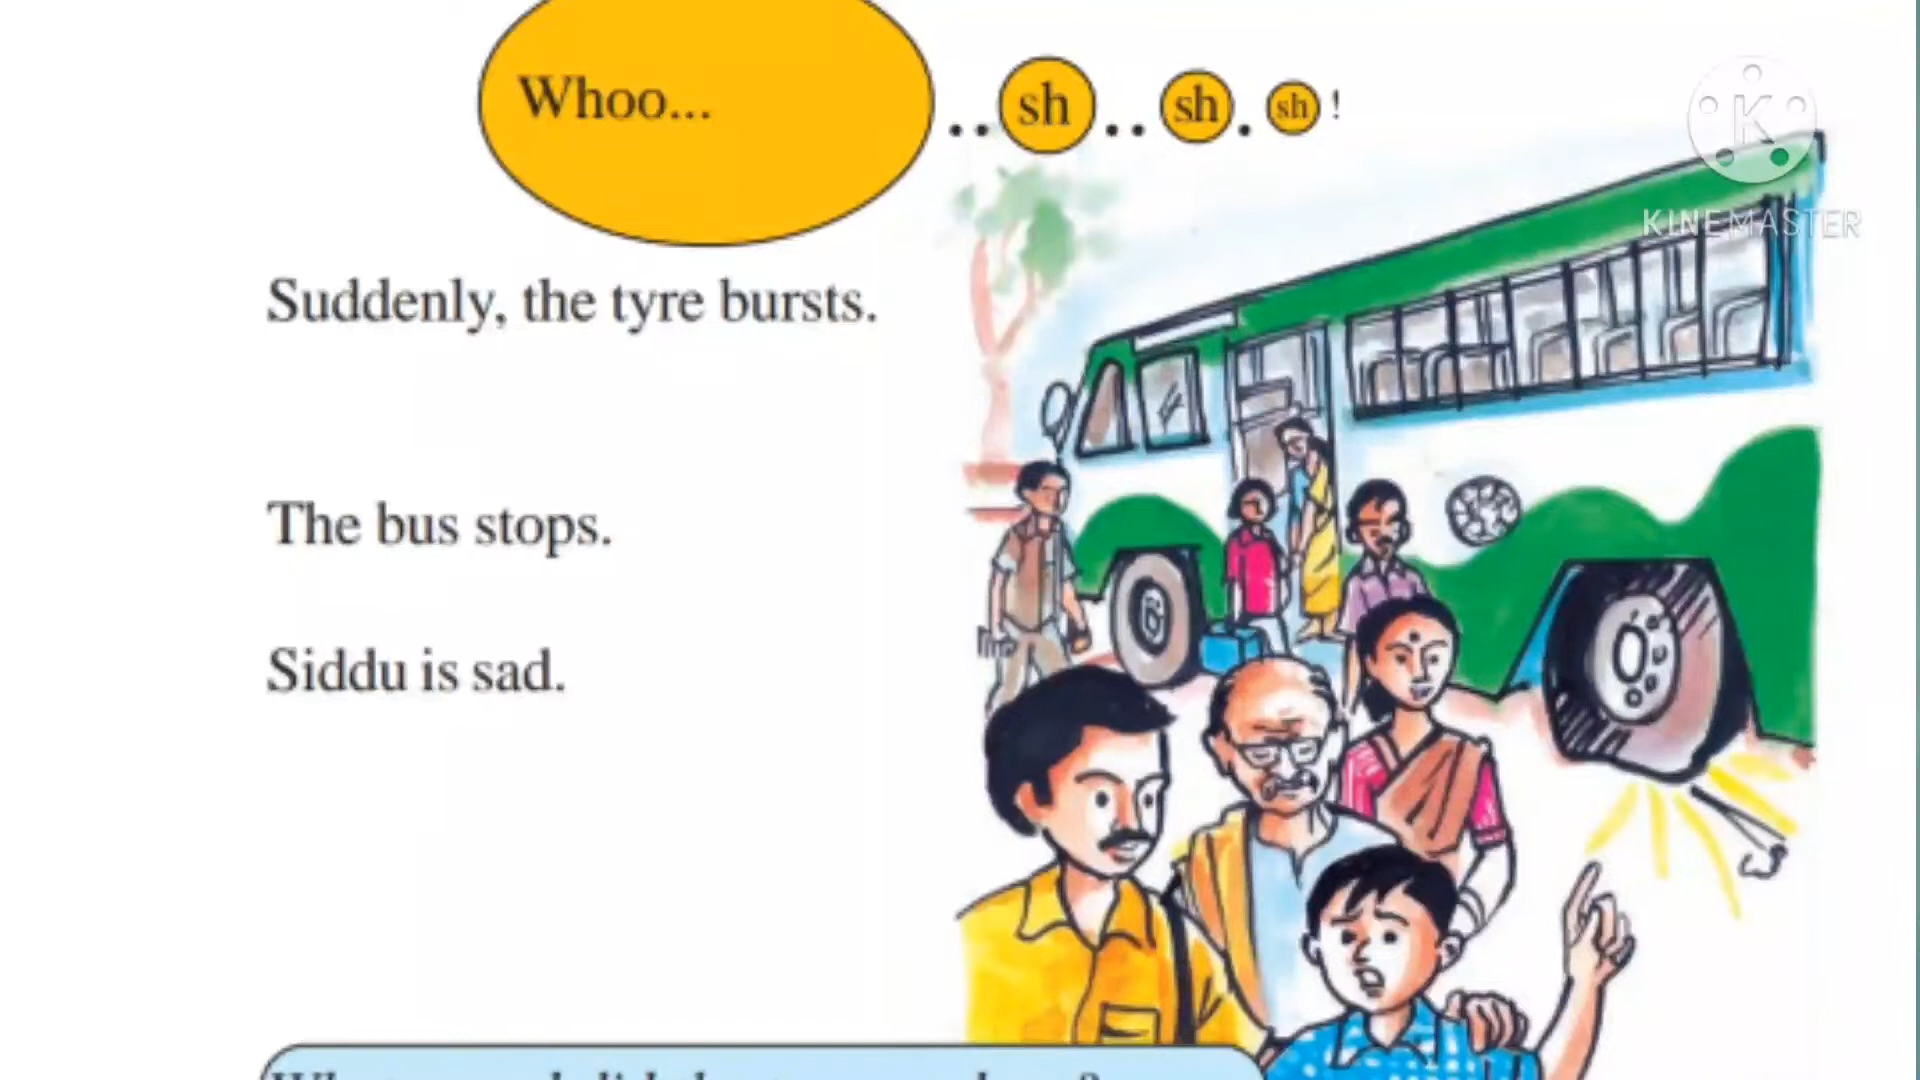 Whoo... .. sh .. sh . sh !
K
KINEMASTER
Suddenly, the tyre bursts.
The bus stops.
Siddu is sad.